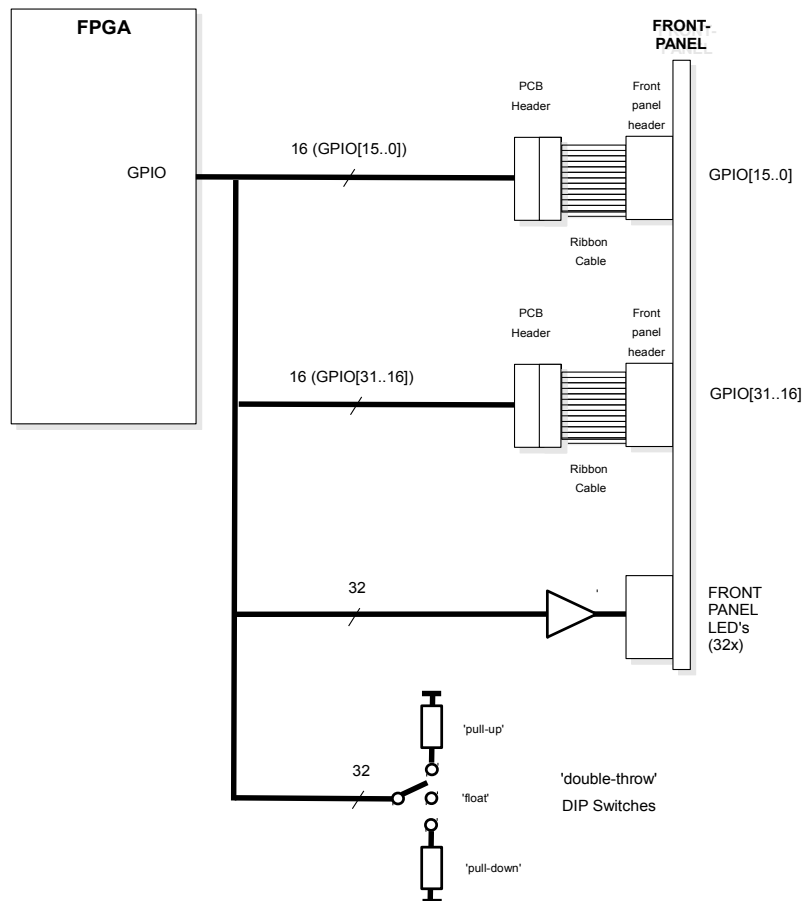 FPGA
FRONT-
PANEL
PCB
Header
Front
panel
header
16 (GPIO[15..0])
GPIO
GPIO[15..0]
Ribbon
Cable
PCB
Header
Front
panel
header
16 (GPIO[31..16])
GPIO[31..16]
Ribbon
Cable
32
'
FRONT
PANEL
LED's
(32x)
'pull-up'
32
'float'
'double-throw'
DIP Switches
'pull-down'